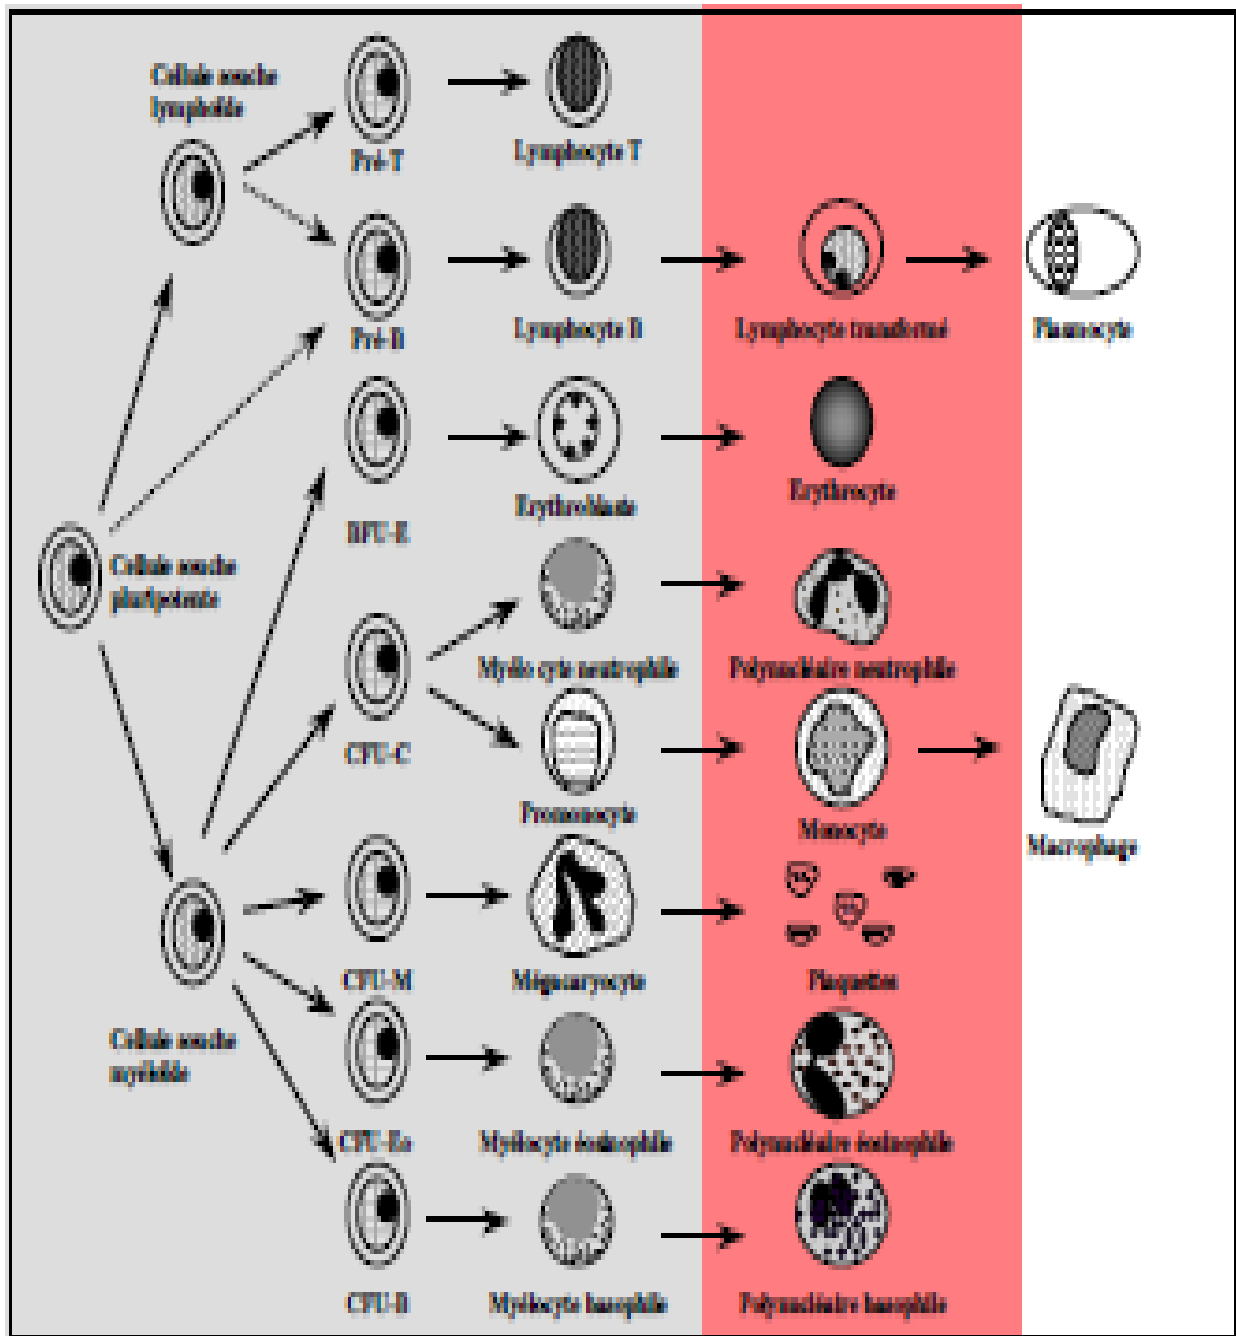 Cellule souche
lymphoïde
Pré-T
Lymphocyte T
Pré-B
Lymphocyte B
Lymphocyte transformé
Plasmocyte
BFU-E
Erythroblaste
Erythrocyte
Cellule souche
pluripotente
Myélo cyte neutrophile
Polynucléaire neutrophile
CFU-C
Promonocyte
Monocyte
Macrophage
CFU-M
Mégacaryocyte
Plaquettes
Cellule souche
myéloïde
CFU-Eo
Myélocyte éosinophile
Polynucléaire éosinophile
CFU-B
Myélocyte basophile
Polynucléaire basophile